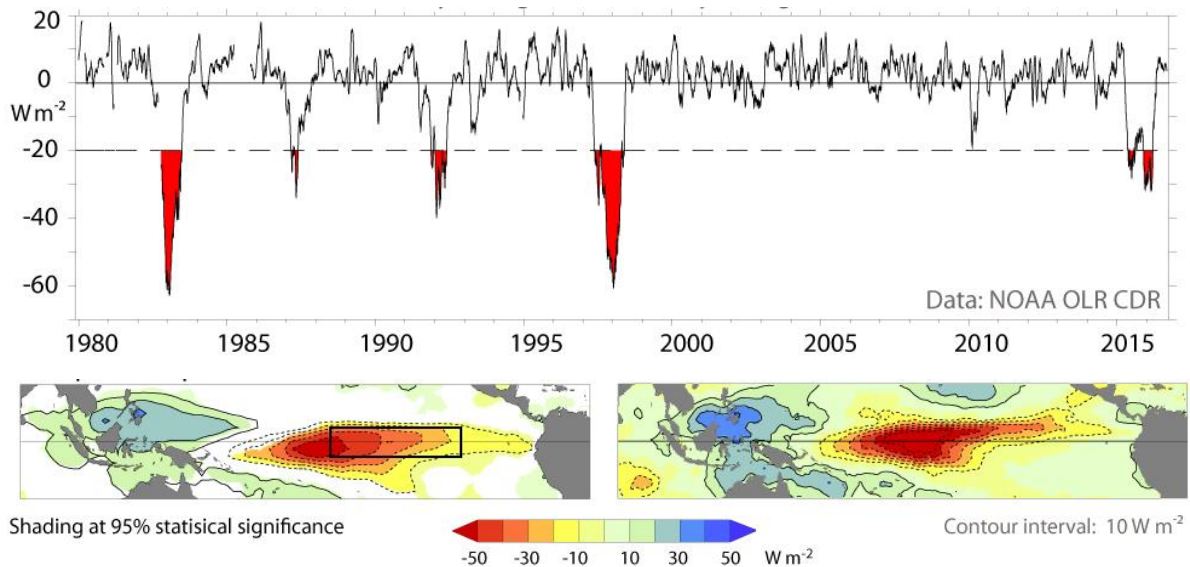 20
0
W m-2
-20
-40
-60
Data: NOAA OLR CDR
1980 1985 1990 1995 2000 2005 2010 2015
Shading at 95% statisical significance
-50 -30 -10 10 30 50 W m-2
Contour interval: 10 W m-2